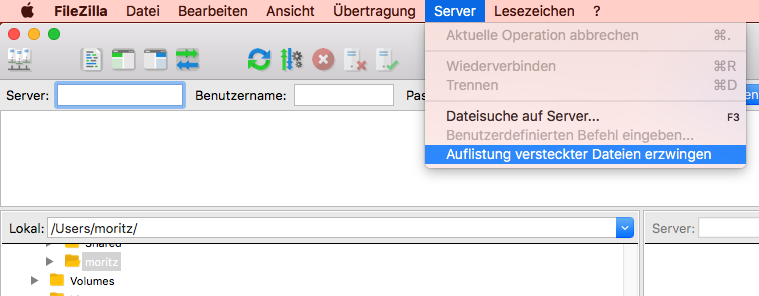 FileZilla Datei Bearbeiten Ansicht Übertragung Server Lesezeichen ?
Aktuelle Operation abbrechen ⌘.
Wiederverbinden ⌘R
Trennen ⌘D
Dateisuche auf Server... F3
Benutzerdefinierten Befehl eingeben...
Auflistung versteckter Dateien erzwingen
Server: Benutzername: Pas
en
Lokal: /Users/moritz/
Server:
Shared
moritz
Volumes